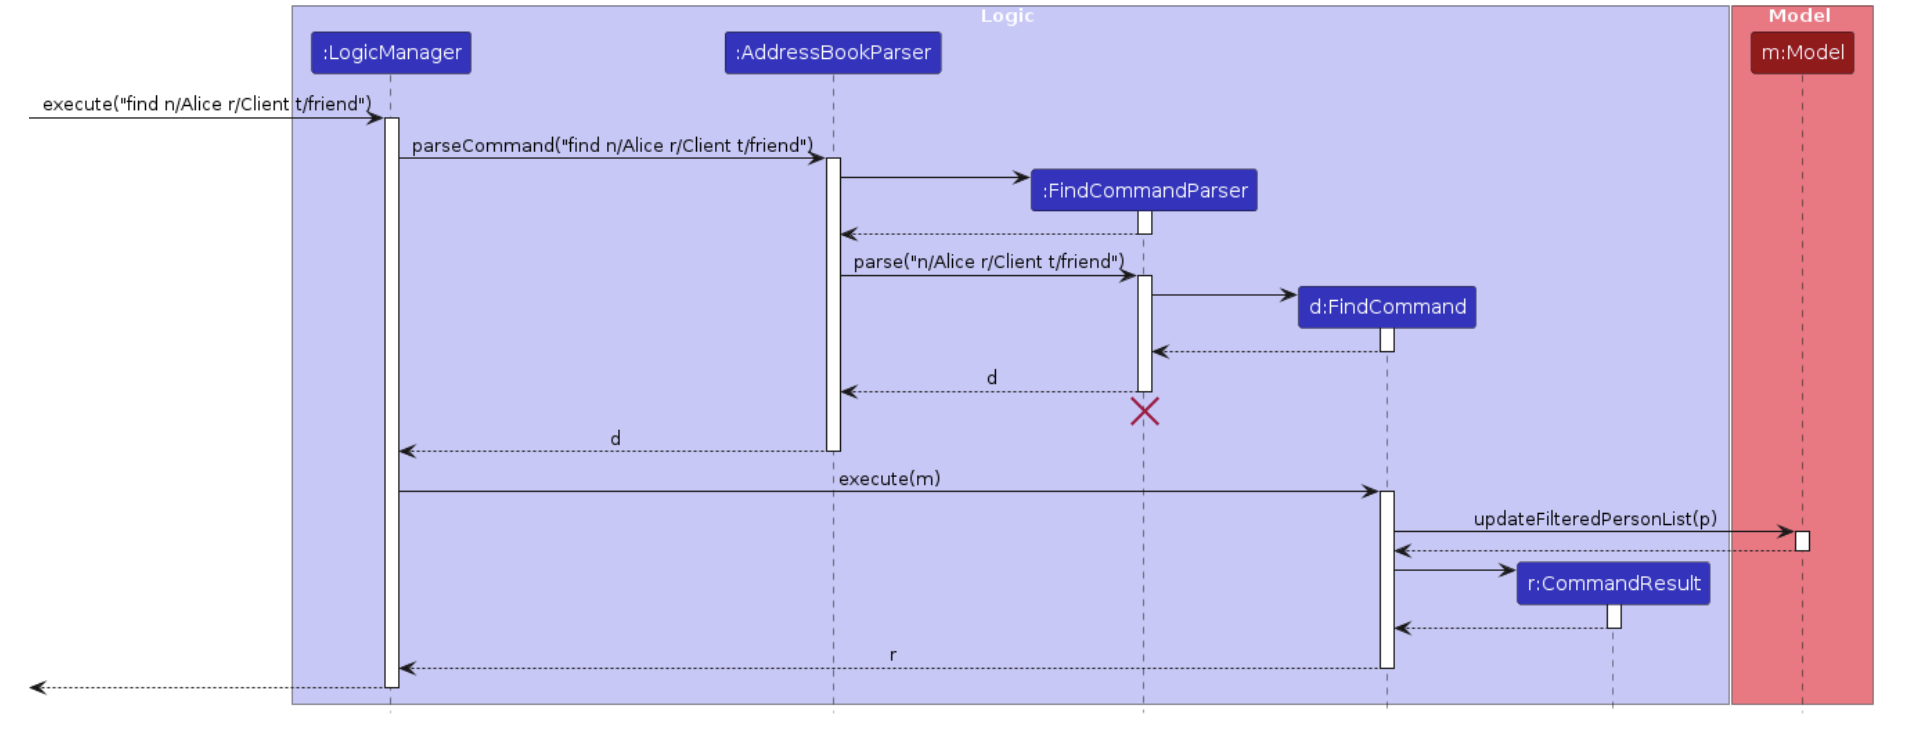 Logic
Model
:LogicManager
:AddressBookParser
m:Model
execute("find n/Alice r/Client t/friend")
parseCommand("find n/Alice r/Client t/friend")
:FindCommandParser
parse("n/Alice r/Client t/friend")
d:FindCommand
d
d
execute(m)
updateFilteredPersonList(p)
r:CommandResult
r